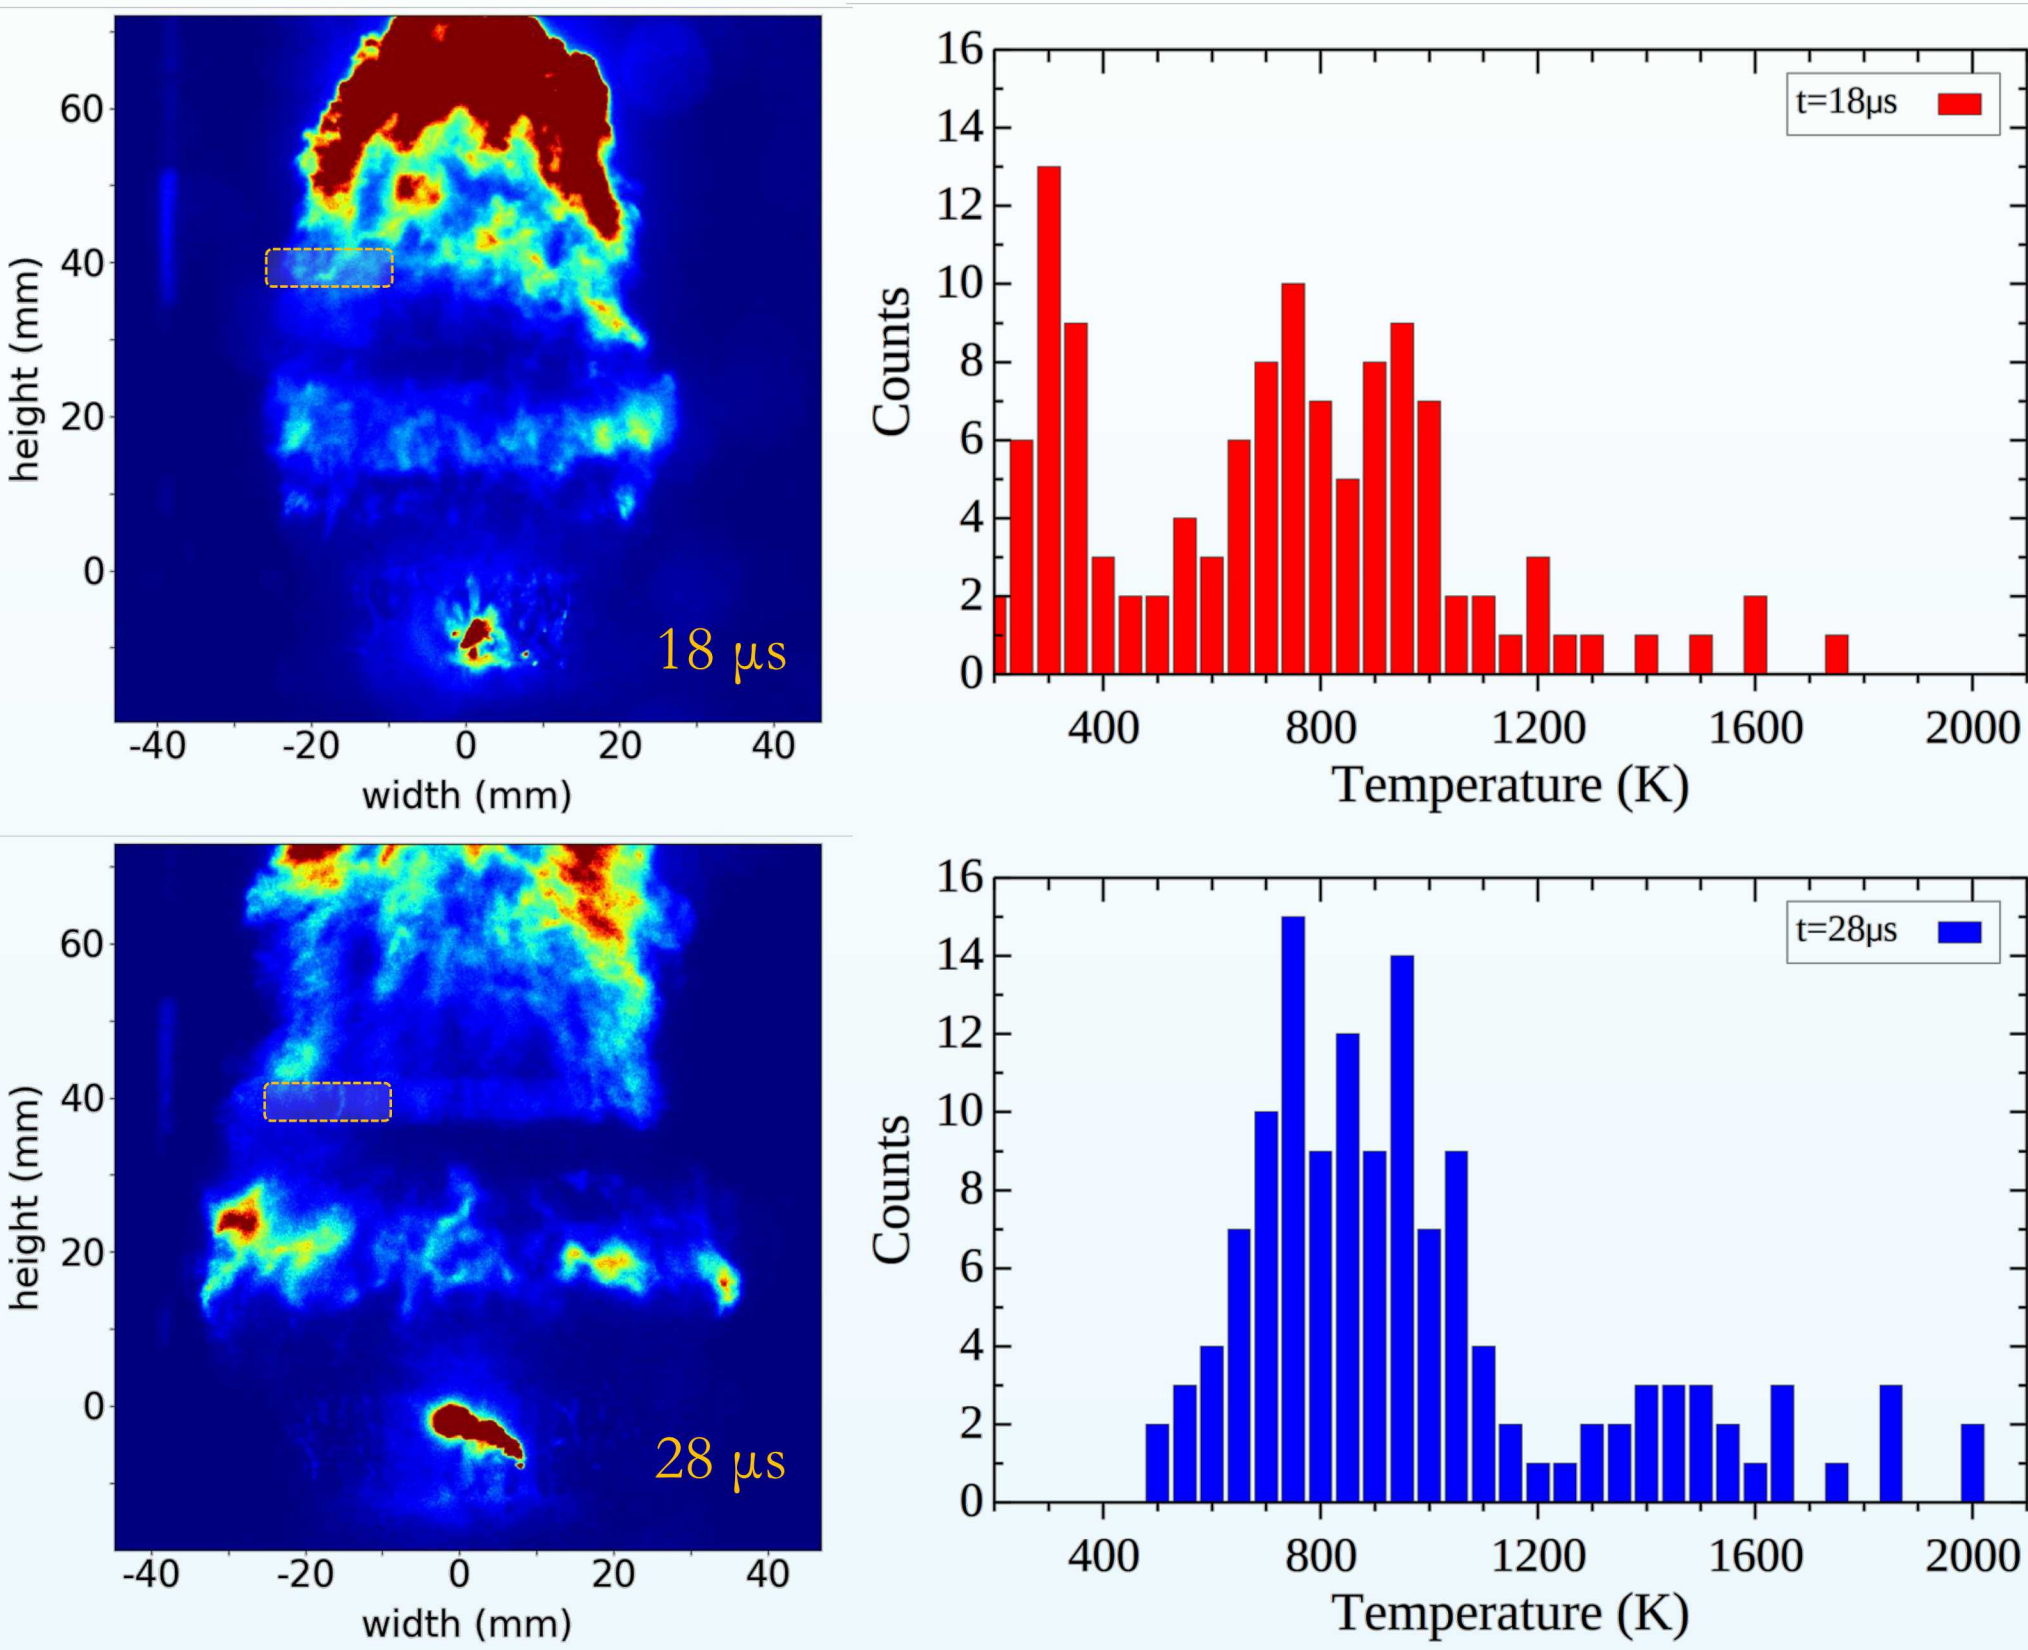 60
40
20
0
height (mm)
-40 -20 0 20 40
width (mm)
18 μs
16
14
12
10
8
6
4
2
0
Counts
t=18μs
400 800 1200 1600 2000
Temperature (K)
60
40
20
0
height (mm)
-40 -20 0 20 40
width (mm)
28 μs
16
14
12
10
8
6
4
2
0
Counts
t=28μs
400 800 1200 1600 2000
Temperature (K)